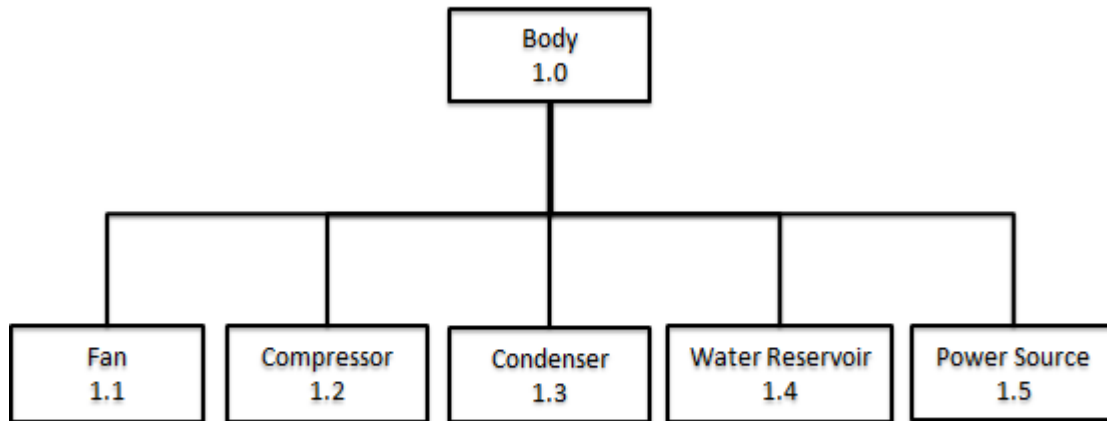 Body
1.0
Fan
1.1
Compressor
1.2
Condenser
1.3
Water Reservoir
1.4
Power Source
1.5